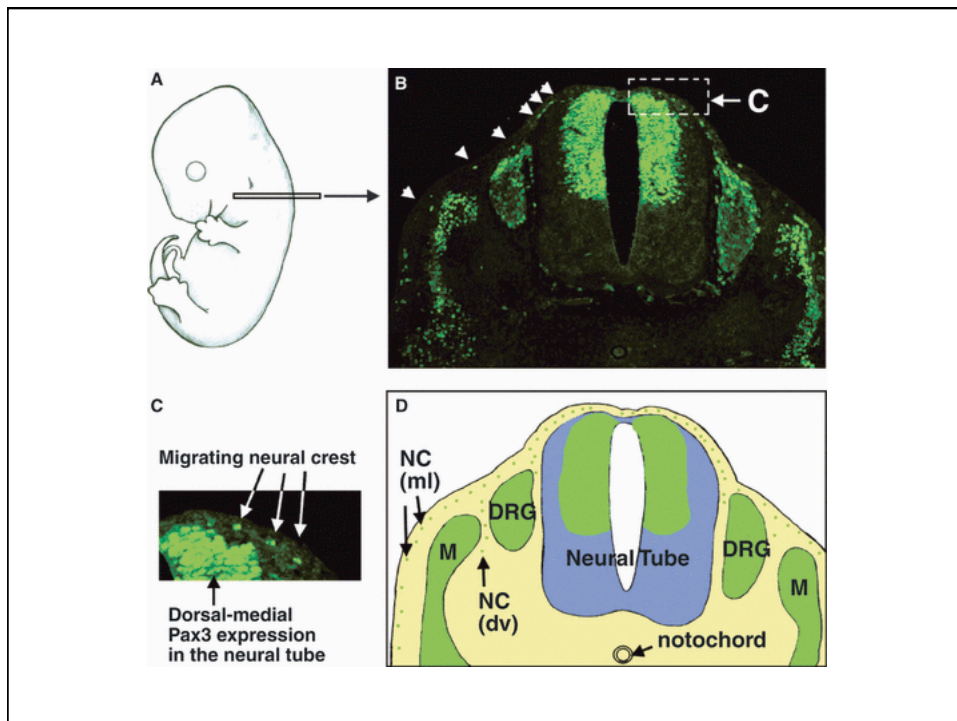 A
B
C
C
Migrating neural crest
Dorsal-medial
Pax3 expression
in the neural tube
D
NC
(ml)
DRG
M
Neural Tube
NC
(dv)
DRG
M
notochord